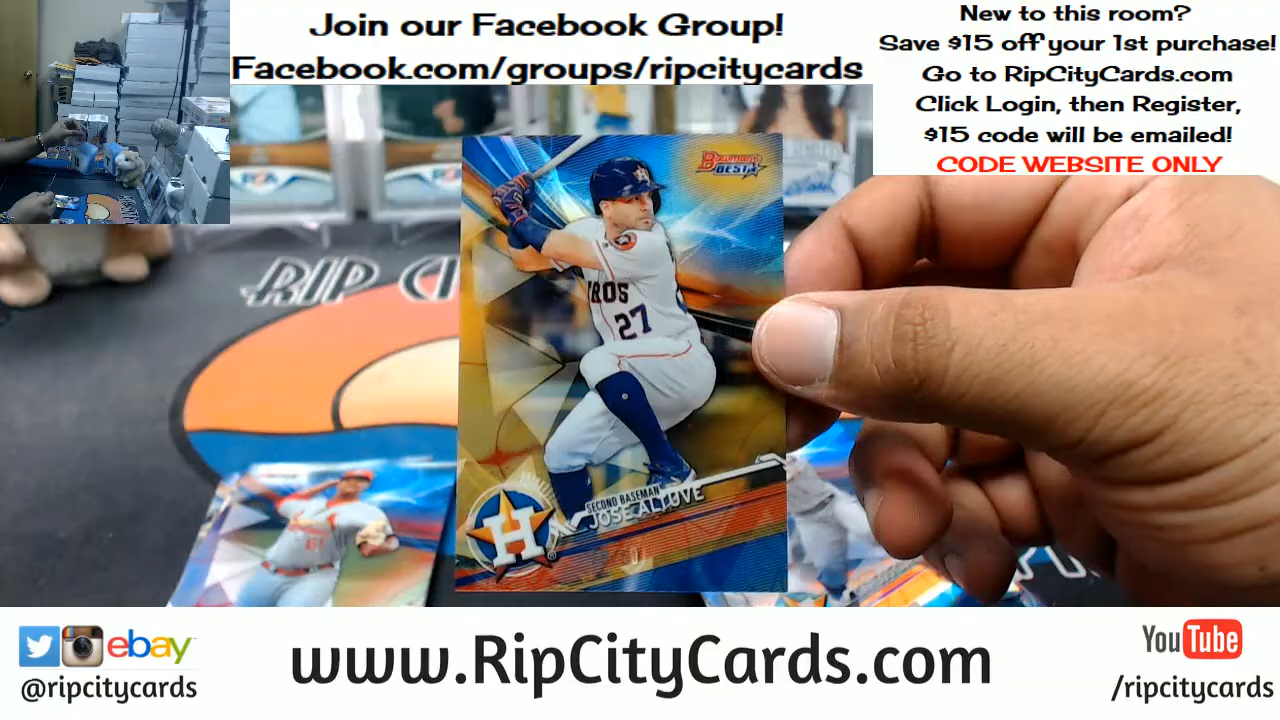 Join our Facebook Group!
Facebook.com/groups/ripcitycards
New to this room?
Save $15 off your 1st purchase!
Go to RipCityCards.com
Click Login, then Register,
$15 code will be emailed!
CODE WEBSITE ONLY
BOWMAN'S
BEST
RIP CI
ROS
27
SECOND BASEMAN
JOSE ALTUVE
H
ebay
@ripcitycards
www.RipCityCards.com
YouTube
/ripcitycards